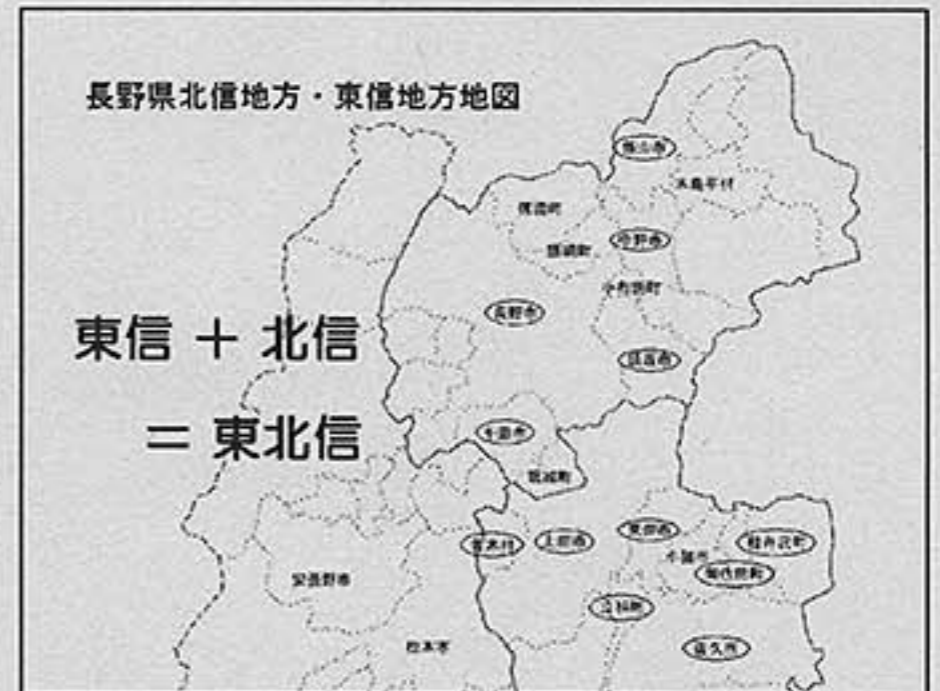 長野県北信地方・東信地方地図
飯山市
木島平村
信濃町
中野市
飯綱町
小布施町
長野市
東信 + 北信
須坂市
= 東北信
千曲市
坂城町
東御市
青木村
上田市
軽井沢町
小諸市
御代田町
安曇野市
立科町
松本市
佐久市